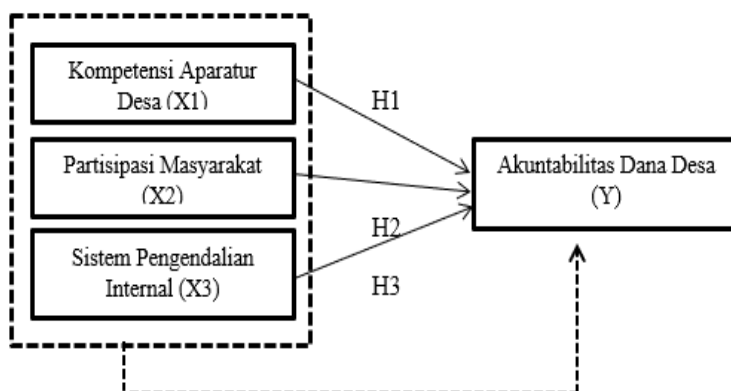 Kompetensi Aparatur
Desa (X1)
H1
Partisipasi Masyarakat
(X2)
Akuntabilitas Dana Desa
(Y)
H2
Sistem Pengendalian
Internal (X3)
H3